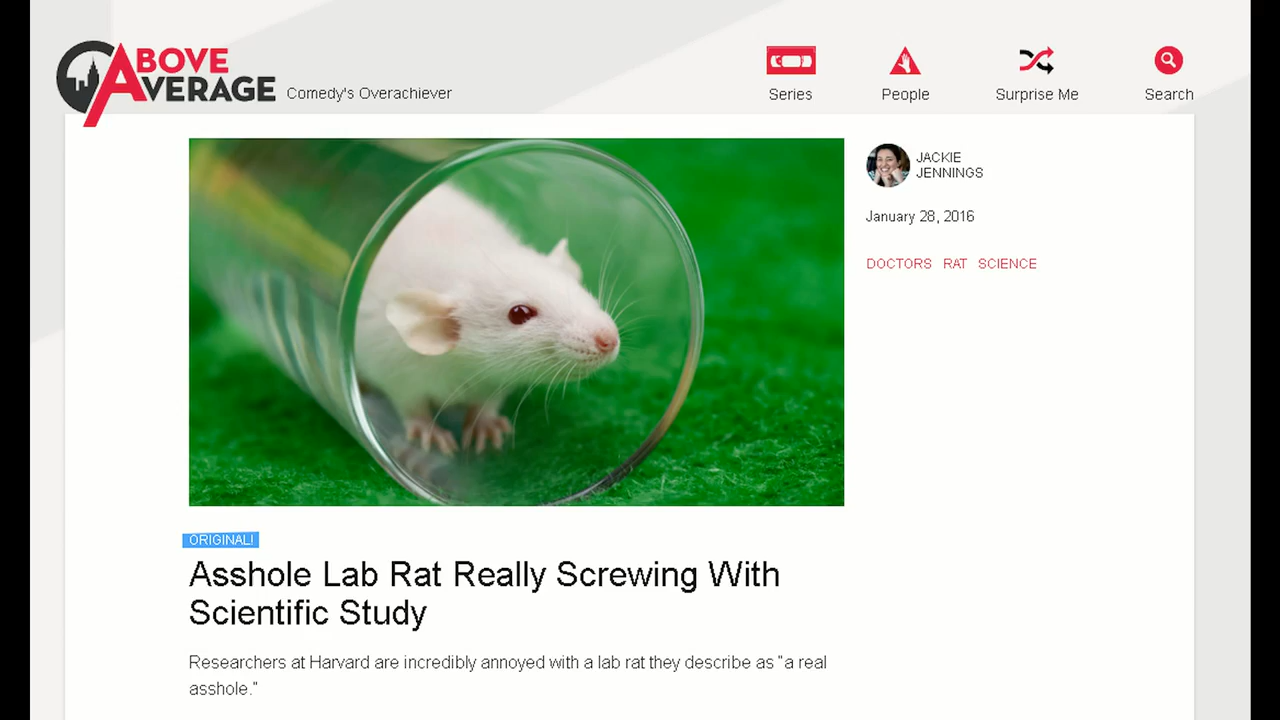 ABOVE
AVERAGE
Comedy's Overachiever
Series
People
Surprise Me
Search
JACKIE
JENNINGS
January 28, 2016
DOCTORS RAT SCIENCE
ORIGINAL!
Asshole Lab Rat Really Screwing With
Scientific Study
Researchers at Harvard are incredibly annoyed with a lab rat they describe as "a real
asshole."